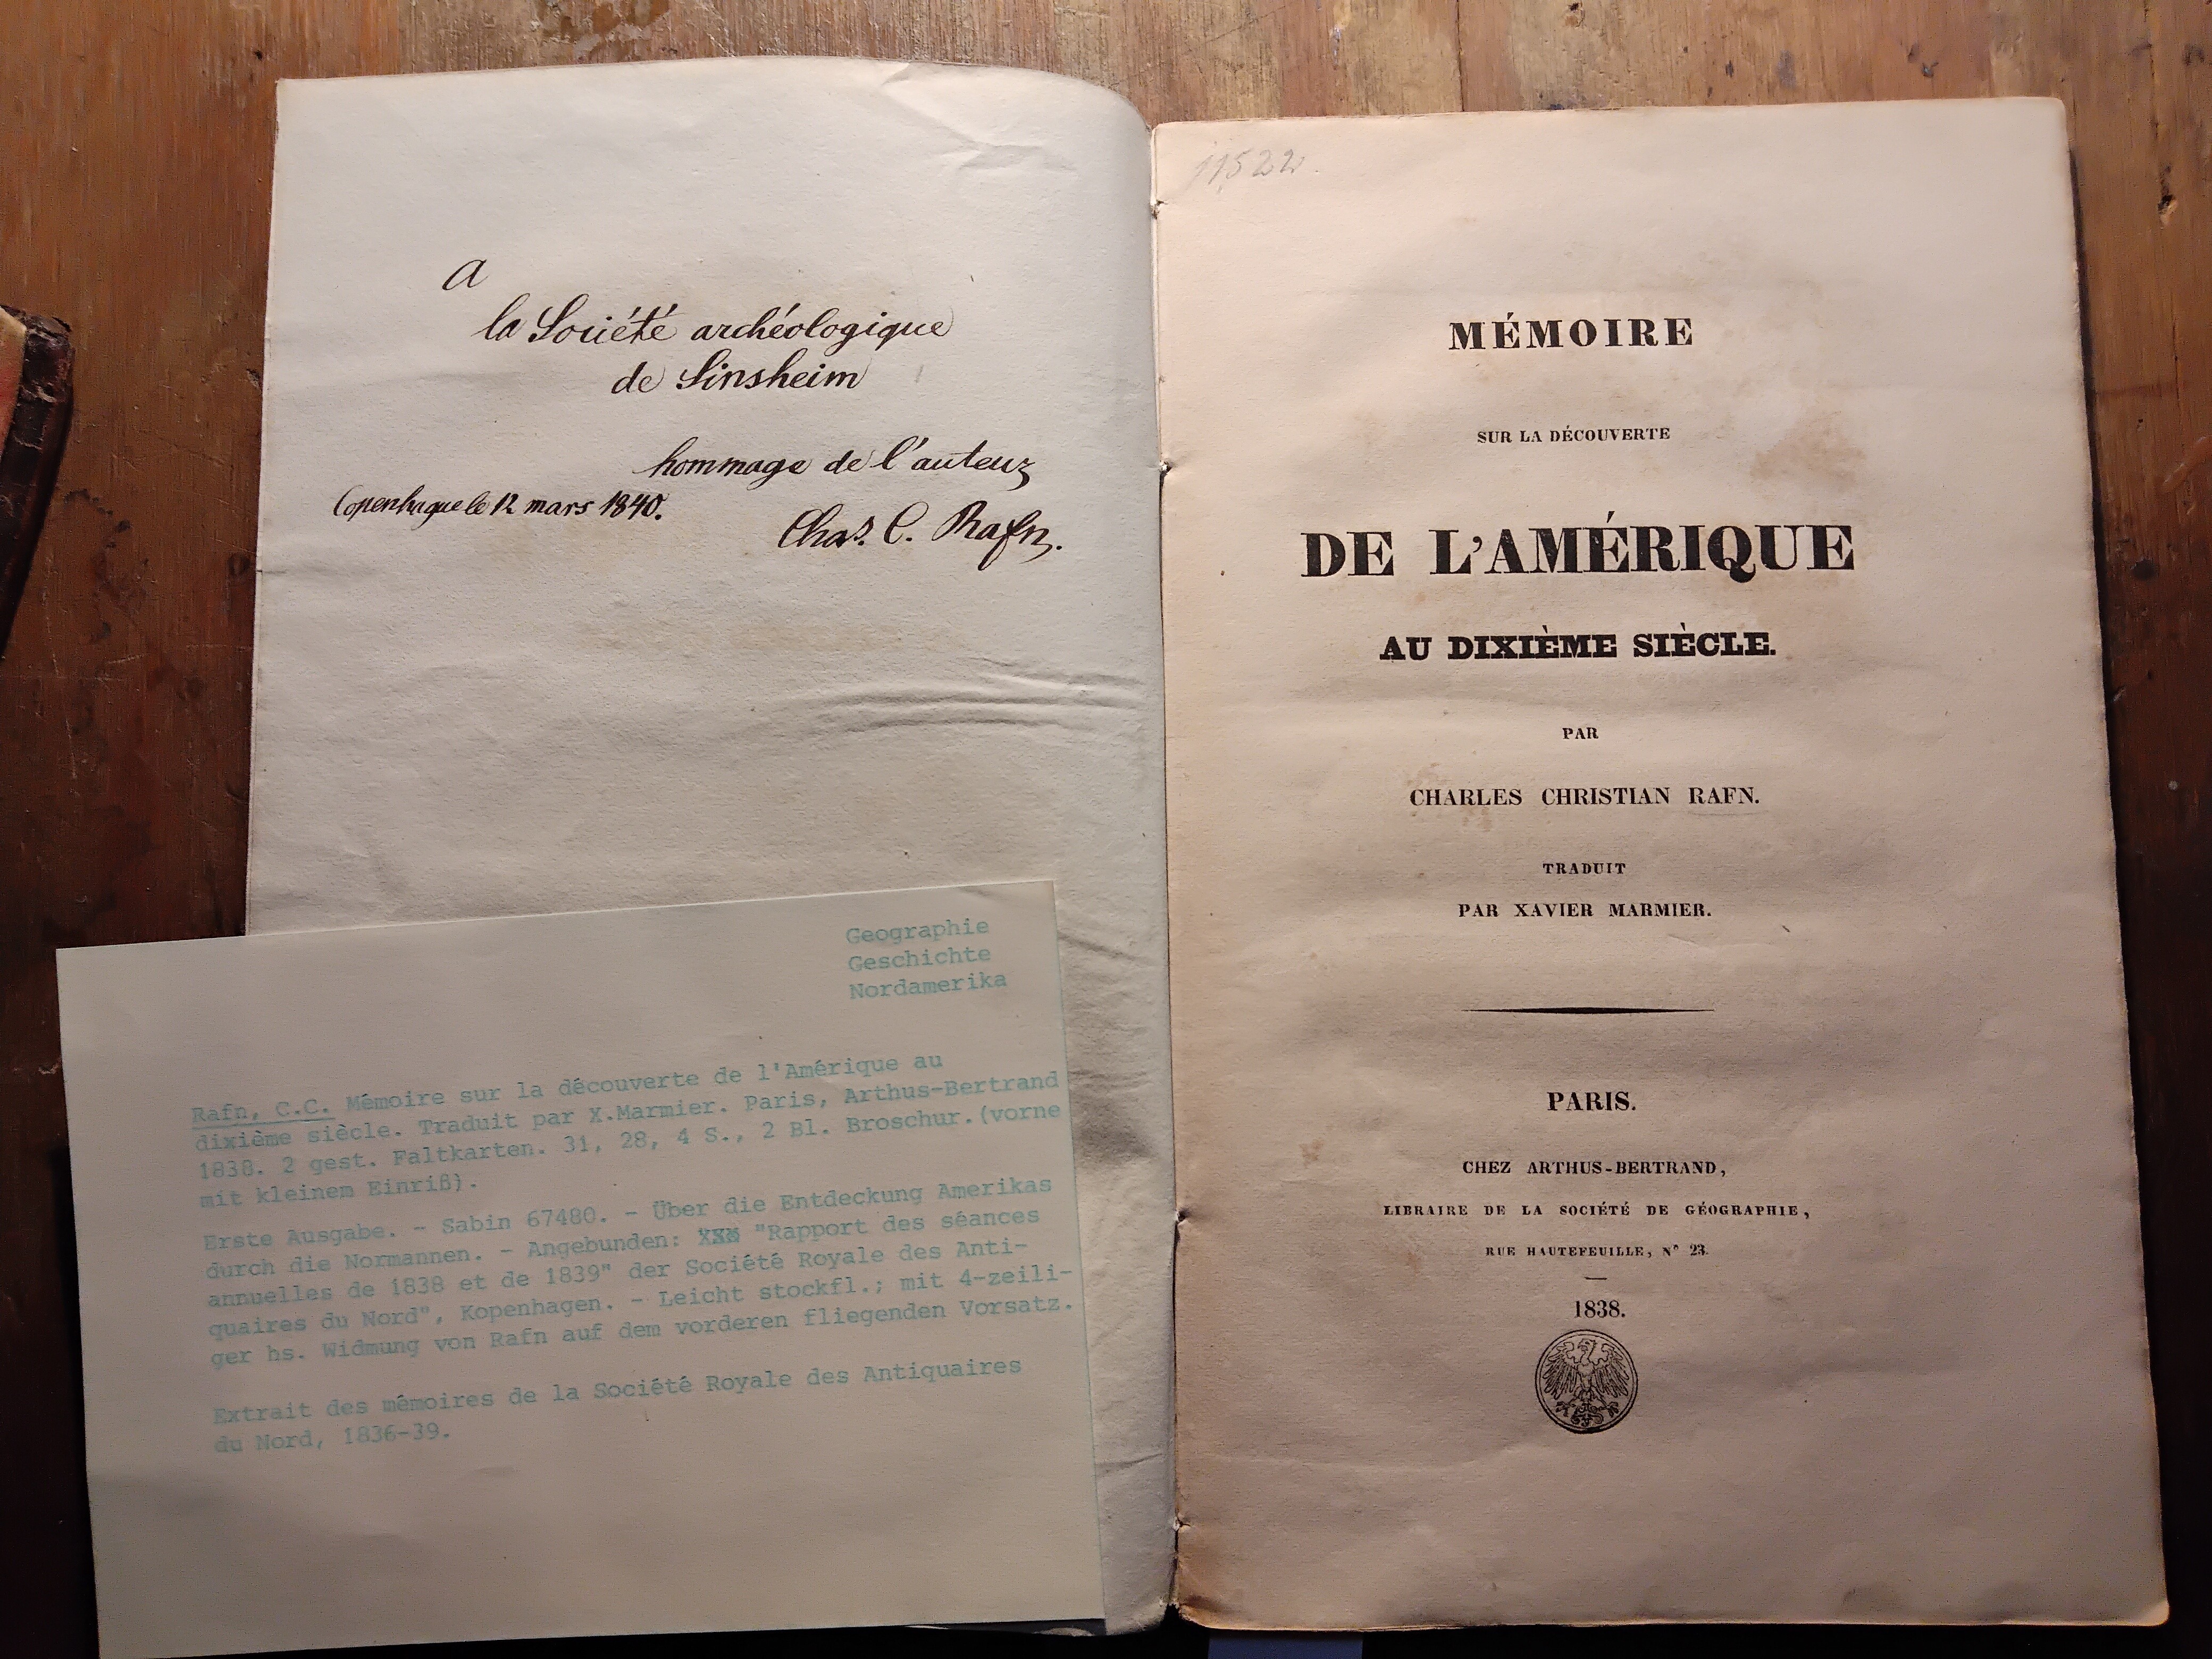 a
la Société archéologique
de Sinsheim
hommage de l'auteur
Copenhague le 12 mars 1840.
Chas. C. Rafn.
Geographie
Geschichte
Nordamerika
Rafn, C.C. Mémoire sur la découverte de l'Amérique au
dixième siècle. Traduit par X.Marmier. Paris, Arthus-Bertrand
1838. 2 gest. Faltkarten. 31, 28, 4 S., 2 Bl. Broschur.(vorne
mit kleinem Einriß).
Erste Ausgabe. - Sabin 67480. - Über die Entdeckung Amerikas
durch die Normannen. - Angebunden: "Rapport des séances
annuelles de 1838 et de 1839" der Société Royale des Anti-
quaires du Nord", Kopenhagen. - Leicht stockfl.; mit 4-zeili-
ger hs. Widmung von Rafn auf dem vorderen fliegenden Vorsatz.
Extrait des mémoires de la Société Royale des Antiquaires
du Nord, 1836-39.
11522.
MÉMOIRE
SUR LA DÉCOUVERTE
DE L'AMÉRIQUE
AU DIXIÈME SIÈCLE.
PAR
CHARLES CHRISTIAN RAFN.
TRADUIT
PAR XAVIER MARMIER.
PARIS.
CHEZ ARTHUS-BERTRAND,
LIBRAIRE DE LA SOCIÉTÉ DE GÉOGRAPHIE,
RUE HAUTEFEUILLE, N° 23.
1838.